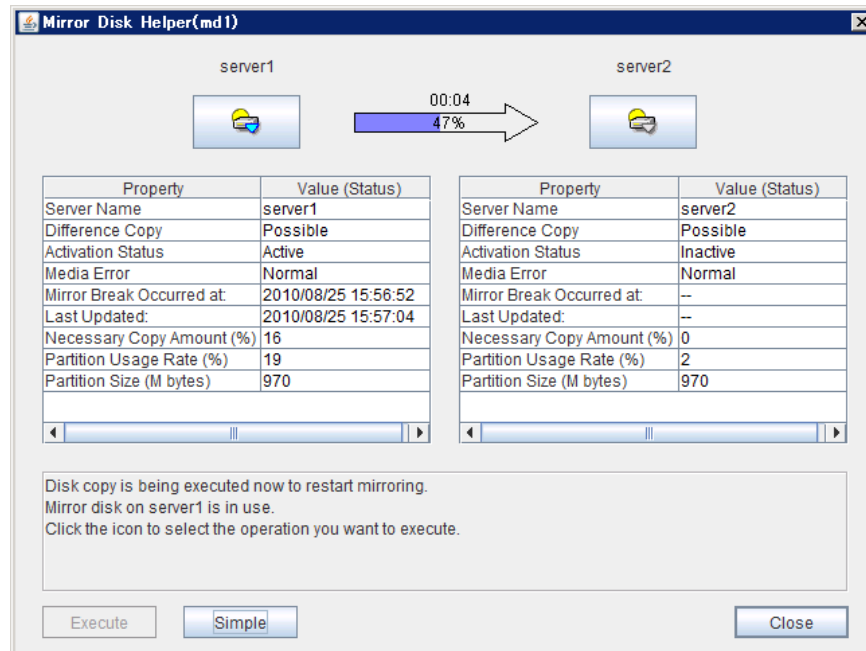 Mirror Disk Helper(md1)
server1 server2
00:04
47%
Property Value (Status)
Server Name server1
Difference Copy Possible
Activation Status Active
Media Error Normal
Mirror Break Occurred at: 2010/08/25 15:56:52
Last Updated: 2010/08/25 15:57:04
Necessary Copy Amount (%) 16
Partition Usage Rate (%) 19
Partition Size (M bytes) 970
Property Value (Status)
Server Name server2
Difference Copy Possible
Activation Status Inactive
Media Error Normal
Mirror Break Occurred at: --
Last Updated: --
Necessary Copy Amount (%) 0
Partition Usage Rate (%) 2
Partition Size (M bytes) 970
Disk copy is being executed now to restart mirroring.
Mirror disk on server1 is in use.
Click the icon to select the operation you want to execute.
Execute Simple Close